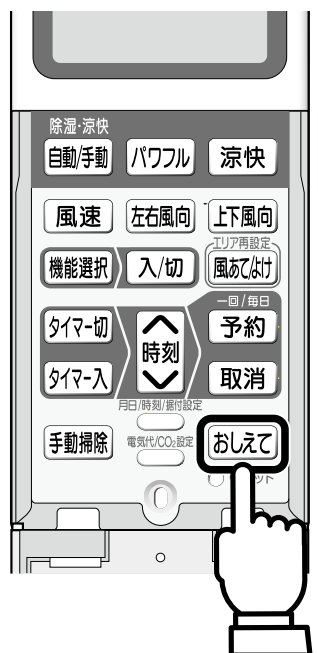 除湿・涼快
自動/手動 パワフル 涼快
風速 左右風向 上下風向
エリア再設定
機能選択 入/切 風あて/よけ
一回/毎日
タイマー切 時刻 予約
タイマー入 取消
月日/時刻/据付設定
手動掃除 電気代/CO₂設定 おしえて